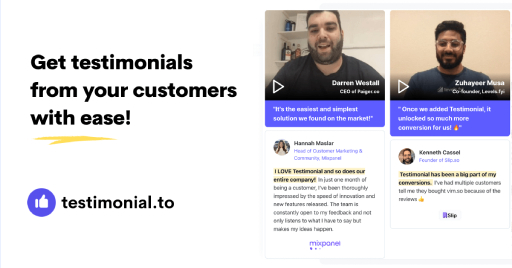 Get testimonials
from your customers
with ease!
testimonial.to
Darren Westall
CEO of Paiger.co
"It's the easiest and simplest
solution we found on the market!"
Hannah Maslar
Head of Customer Marketing &
Community, Mixpanel
I LOVE Testimonial and so does our
entire company! In just one month of
being a customer, I've been thoroughly
impressed by the speed of innovation and
new features released. The team is
constantly open to my feedback and not
only listens to what I have to say but
makes my ideas happen.
mixpanel
Zuhayeer Musa
Co-founder, Levels.fyi
" Once we added Testimonial, it
unlocked so much more
conversion for us! 🔥"
Kenneth Cassel
Founder of Slip.so
Testimonial has been a big part of my
conversions. I've had multiple customers
tell me they bought vim.so because of the
reviews 👍
Slip